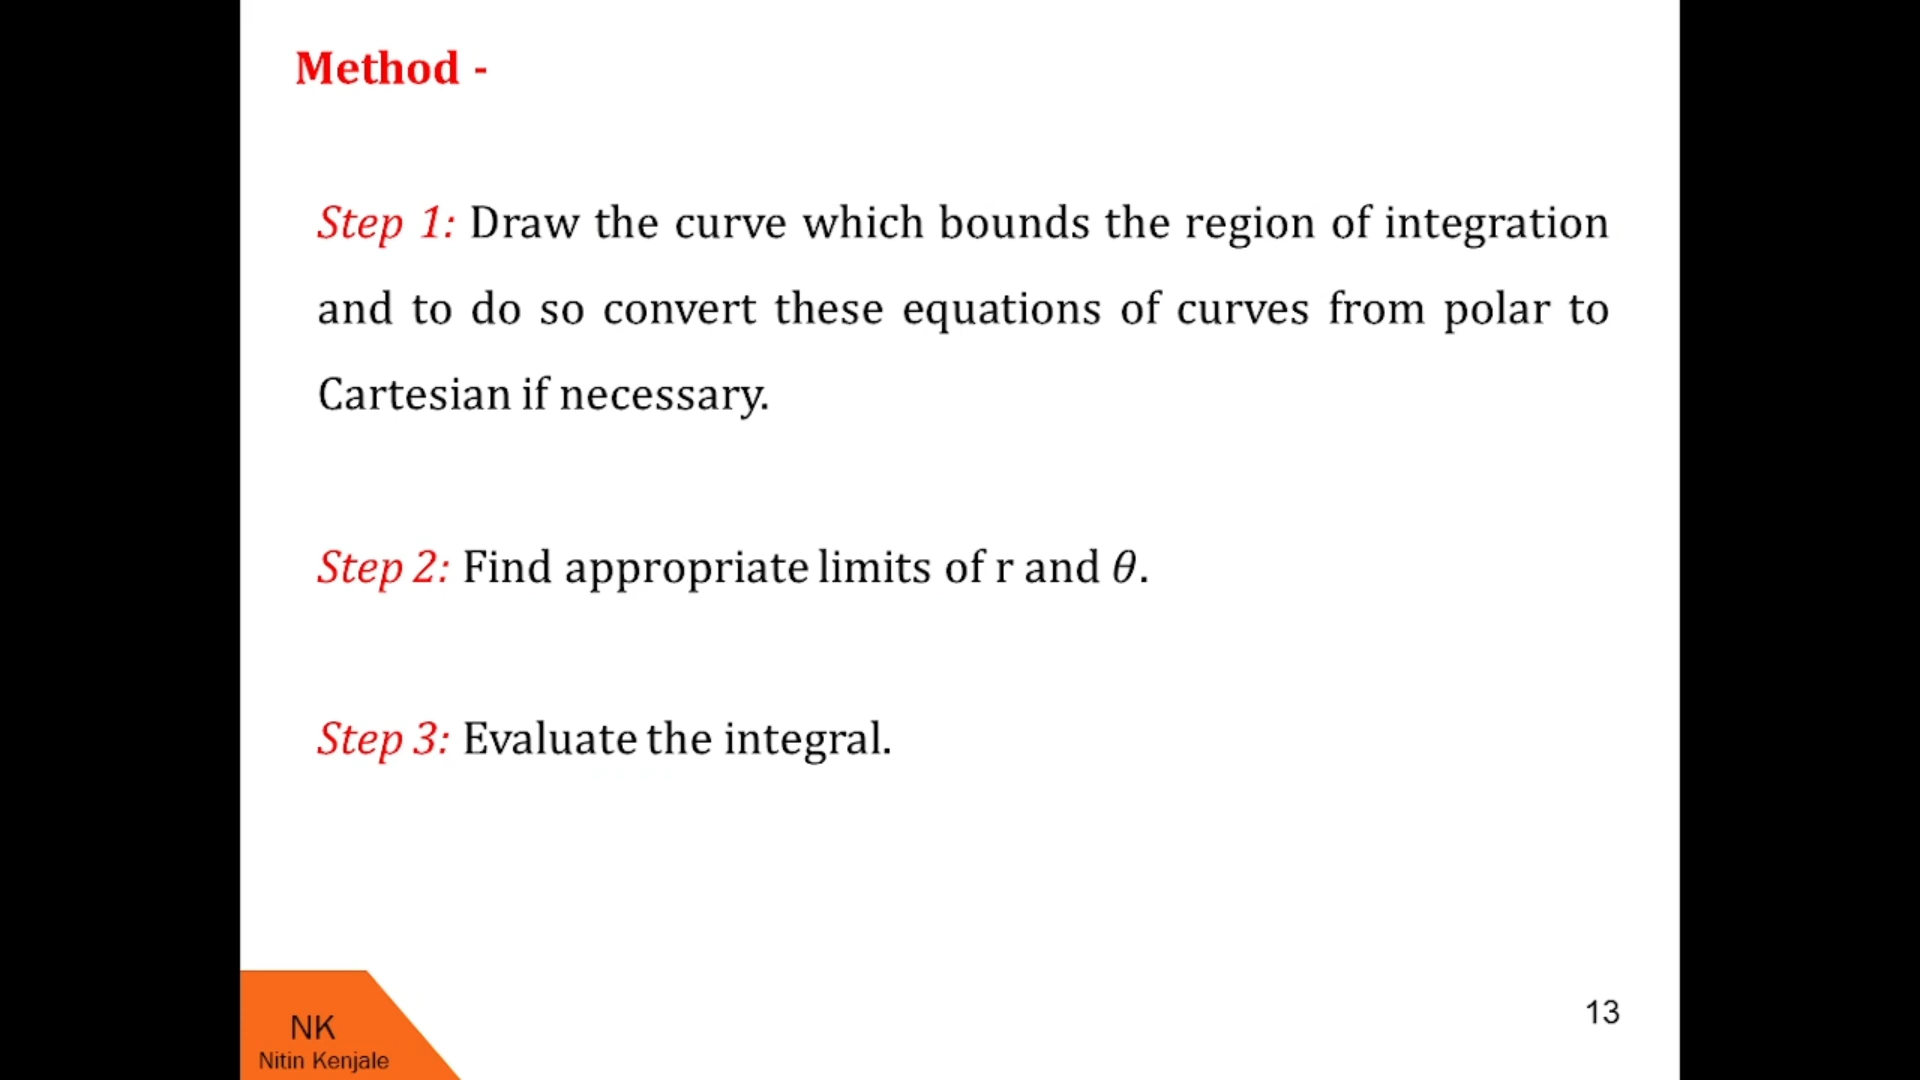 Method -
Step 1: Draw the curve which bounds the region of integration
and to do so convert these equations of curves from polar to
Cartesian if necessary.
Step 2: Find appropriate limits of r and θ.
Step 3: Evaluate the integral.
NK
Nitin Kenjale
13